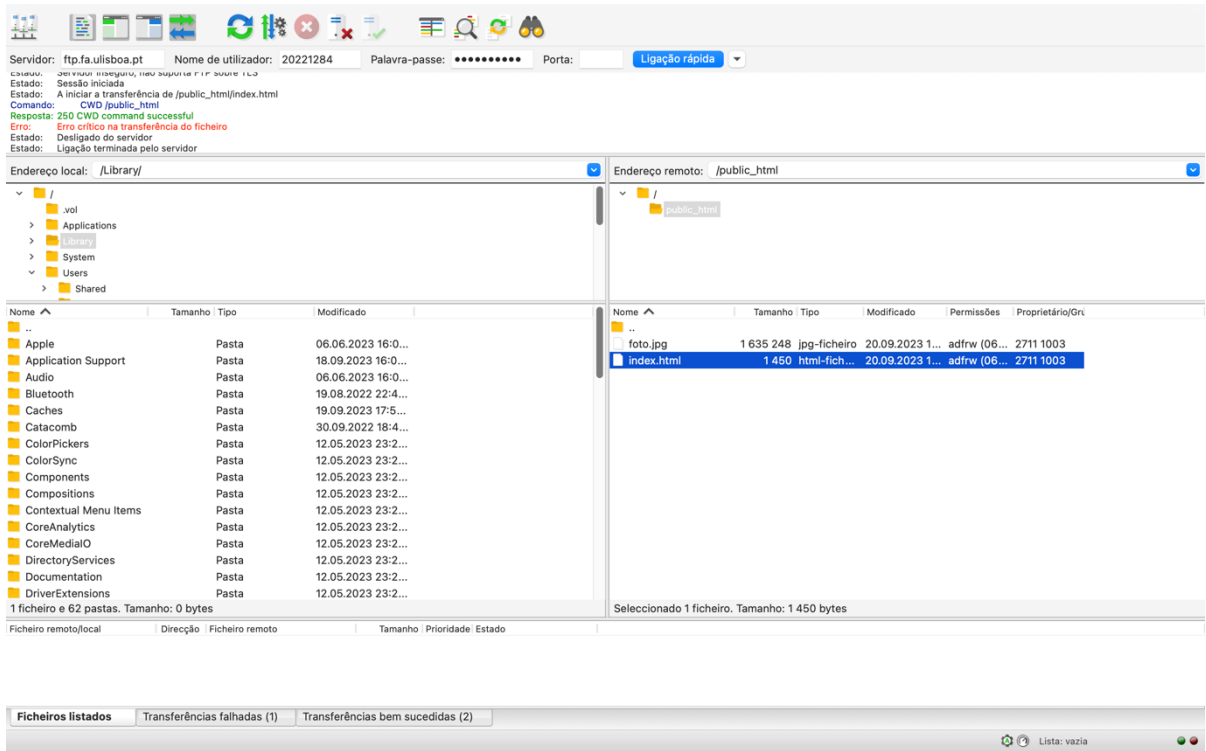 Servidor: ftp.fa.ulisboa.pt Nome de utilizador: 20221284 Palavra-passe: ●●●●●●●●●● Porta: Ligação rápida
Estado: Servidor inseguro, não suporta FTP sobre TLS
Estado: Sessão iniciada
Estado: A iniciar a transferência de /public_html/index.html
Comando: CWD /public_html
Resposta: 250 CWD command successful
Erro: Erro crítico na transferência do ficheiro
Estado: Desligado do servidor
Estado: Ligação terminada pelo servidor
Endereço local: /Library/
/
.vol
Applications
Library
System
Users
Shared
Nome Tamanho Tipo Modificado
..
Apple Pasta 06.06.2023 16:0...
Application Support Pasta 18.09.2023 16:0...
Audio Pasta 06.06.2023 16:0...
Bluetooth Pasta 19.08.2022 22:4...
Caches Pasta 19.09.2023 17:5...
Catacomb Pasta 30.09.2022 18:4...
ColorPickers Pasta 12.05.2023 23:2...
ColorSync Pasta 12.05.2023 23:2...
Components Pasta 12.05.2023 23:2...
Compositions Pasta 12.05.2023 23:2...
Contextual Menu Items Pasta 12.05.2023 23:2...
CoreAnalytics Pasta 12.05.2023 23:2...
CoreMediaIO Pasta 12.05.2023 23:2...
DirectoryServices Pasta 12.05.2023 23:2...
Documentation Pasta 12.05.2023 23:2...
DriverExtensions Pasta 12.05.2023 23:2...
1 ficheiro e 62 pastas. Tamanho: 0 bytes
Endereço remoto: /public_html
/
public_html
Nome Tamanho Tipo Modificado Permissões Proprietário/Gru
..
foto.jpg 1 635 248 jpg-ficheiro 20.09.2023 1... adfrw (06... 2711 1003
index.html 1 450 html-fich... 20.09.2023 1... adfrw (06... 2711 1003
Seleccionado 1 ficheiro. Tamanho: 1 450 bytes
Ficheiro remoto/local Direcção Ficheiro remoto Tamanho Prioridade Estado
Ficheiros listados Transferências falhadas (1) Transferências bem sucedidas (2)
Lista: vazia